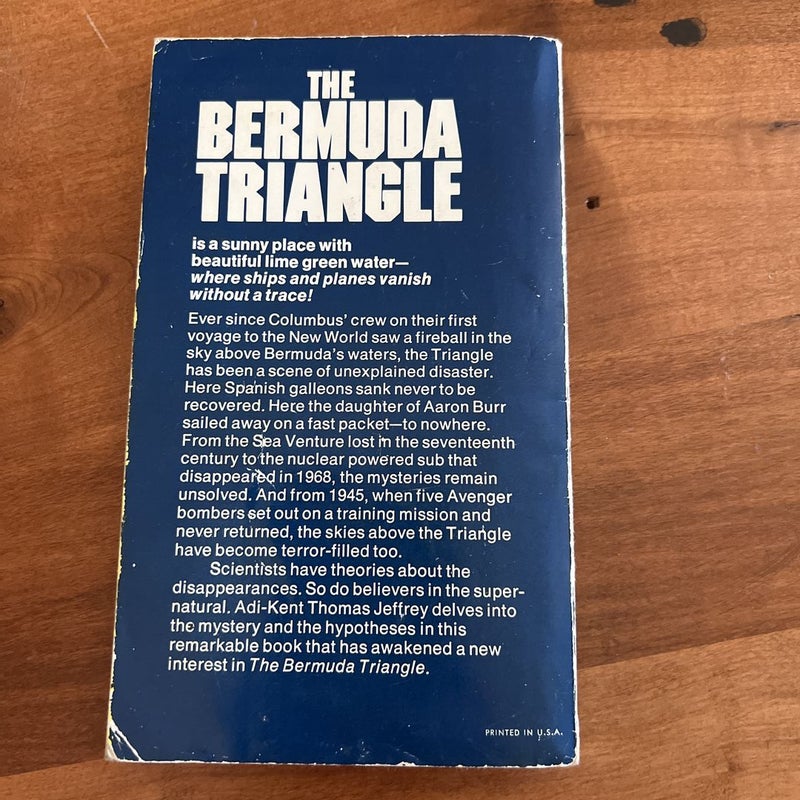 THE
BERMUDA
TRIANGLE
is a sunny place with
beautiful lime green water—
where ships and planes vanish
without a trace!
Ever since Columbus' crew on their first
voyage to the New World saw a fireball in the
sky above Bermuda's waters, the Triangle
has been a scene of unexplained disaster.
Here Spanish galleons sank never to be
recovered. Here the daughter of Aaron Burr
sailed away on a fast packet—to nowhere.
From the Sea Venture lost in the seventeenth
century to the nuclear powered sub that
disappeared in 1968, the mysteries remain
unsolved. And from 1945, when five Avenger
bombers set out on a training mission and
never returned, the skies above the Triangle
have become terror-filled too.
Scientists have theories about the
disappearances. So do believers in the super-
natural. Adi-Kent Thomas Jeffrey delves into
the mystery and the hypotheses in this
remarkable book that has awakened a new
interest in The Bermuda Triangle.
PRINTED IN U.S.A.